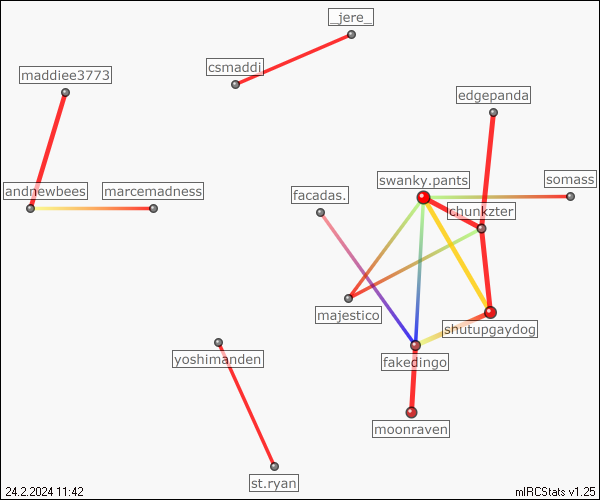 _jere_
csmaddi
maddiee3773
edgepanda
swanky.pants
somass
andnewbees
marcemadness
facadas.
chunkzter
majestico
shutupgaydog
yoshimanden
fakedingo
moonraven
st.ryan
24.2.2024 11:42
mIRCStats v1.25